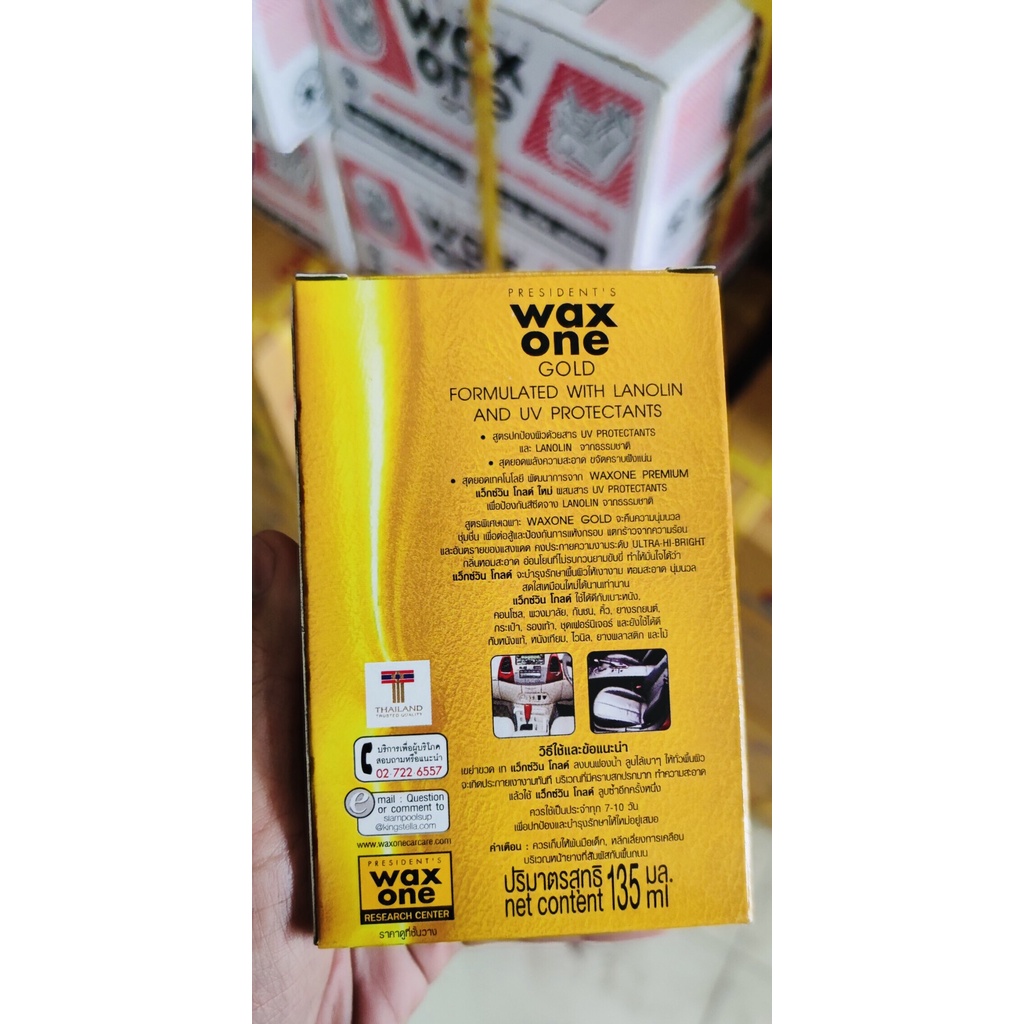 wax
one
PRESIDENT'S
wax
one
GOLD
FORMULATED WITH LANOLIN
AND UV PROTECTANTS
• สูตรปกป้องผิวด้วยสาร UV PROTECTANTS
และ LANOLIN จากธรรมชาติ
• สุดยอดพลังความสะอาด ขจัดคราบฝังแน่น
• สุดยอดเทคโนโลยี พัฒนาการจาก WAXONE PREMIUM
แว็กซ์วัน โกลด์ ใหม่ ผสมสาร UV PROTECTANTS
เพื่อป้องกันสีซีดจาง LANOLIN จากธรรมชาติ
สูตรพิเศษเฉพาะ WAXONE GOLD จะคืนความนุ่มนวล
ชุ่มชื่น เพื่อต่อสู้และป้องกันการแห้งกรอบ แตกร้าวจากความร้อน
และอันตรายของแสงแดด คงประกายความงามระดับ ULTRA-HI-BRIGHT
กลิ่นหอมสะอาด อ่อนโยนที่ไม่รบกวนยามขับขี่ ทำให้มั่นใจได้ว่า
แว็กซ์วัน โกลด์ จะบำรุงรักษาพื้นผิวให้เงางาม หอมสะอาด นุ่มนวล
สดใสเหมือนใหม่ได้นานเท่านาน
แว็กซ์วัน โกลด์ ใช้ได้ดีกับเบาะหนัง,
คอนโซล, พวงมาลัย, กันชน, คิ้ว, ยางรถยนต์,
กระเป๋า, รองเท้า, ชุดเฟอร์นิเจอร์ และยังใช้ได้ดี
กับหนังแท้, หนังเทียม, ไวนิล, ยางพลาสติก และไม้
THAILAND
TRUSTED QUALITY
บริการเพื่อผู้บริโภค
สอบถามหรือแนะนำ
02-722 6557
e mail : Question
or comment to
siampoolsup
@kingstella.com
www.waxonecarcare.com
PRESIDENT'S
wax
one
RESEARCH CENTER
ราคาดูที่ชั้นวาง
วิธีใช้และข้อแนะนำ
เขย่าขวด เท แว็กซ์วัน โกลด์ ลงบนฟองน้ำ ลูบไล้เบาๆ ให้ทั่วพื้นผิว
จะเกิดประกายเงางามทันที บริเวณที่มีคราบสกปรกมาก ทำความสะอาด
แล้วใช้ แว็กซ์วัน โกลด์ ลูบซ้ำอีกครั้งหนึ่ง
ควรใช้เป็นประจำทุก 7-10 วัน
เพื่อปกป้องและบำรุงรักษาให้ใหม่อยู่เสมอ
คำเตือน : ควรเก็บให้พ้นมือเด็ก, หลีกเลี่ยงการเคลือบ
บริเวณหน้ายางที่สัมผัสกับพื้นถนน
ปริมาตรสุทธิ 135 มล.
net content 135 ml